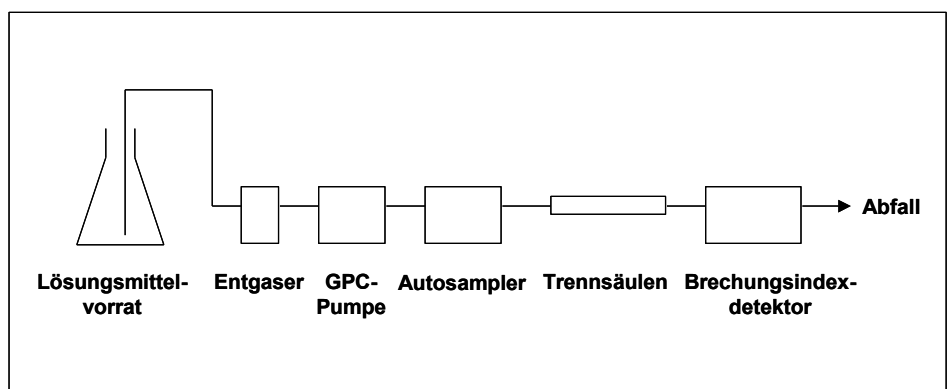 Abfall
Lösungsmittel-
vorrat
Entgaser
GPC-
Pumpe
Autosampler
Trennsäulen
Brechungsindex-
detektor